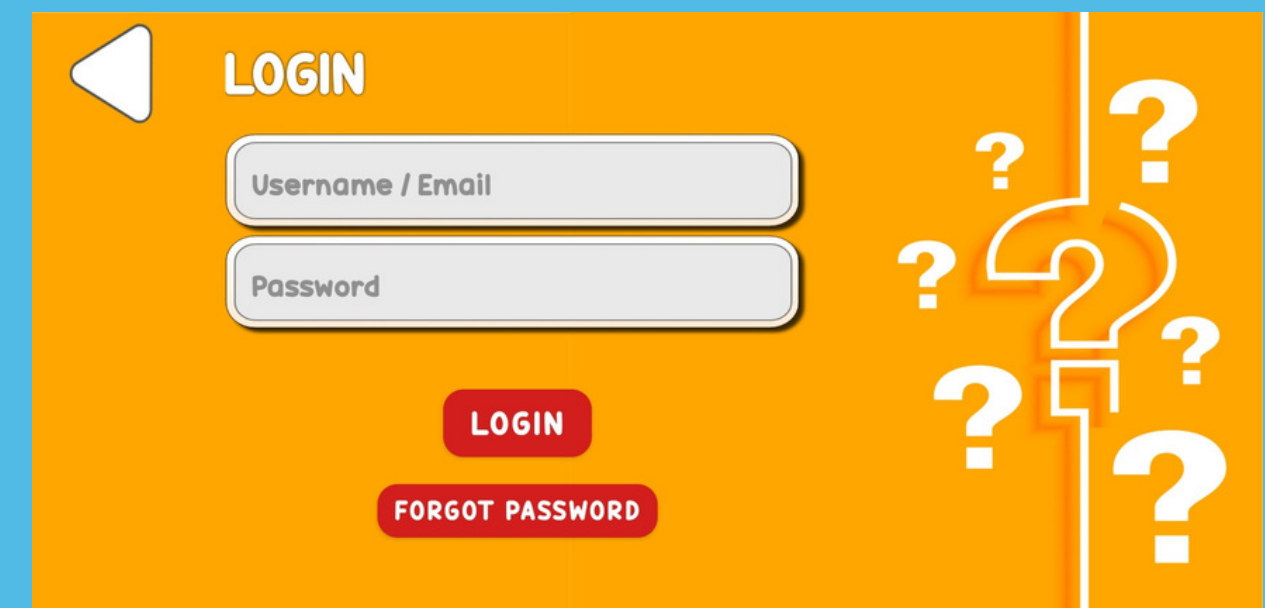 LOGIN
Username / Email
Password
LOGIN
FORGOT PASSWORD
? ? ? ? ? ? ?